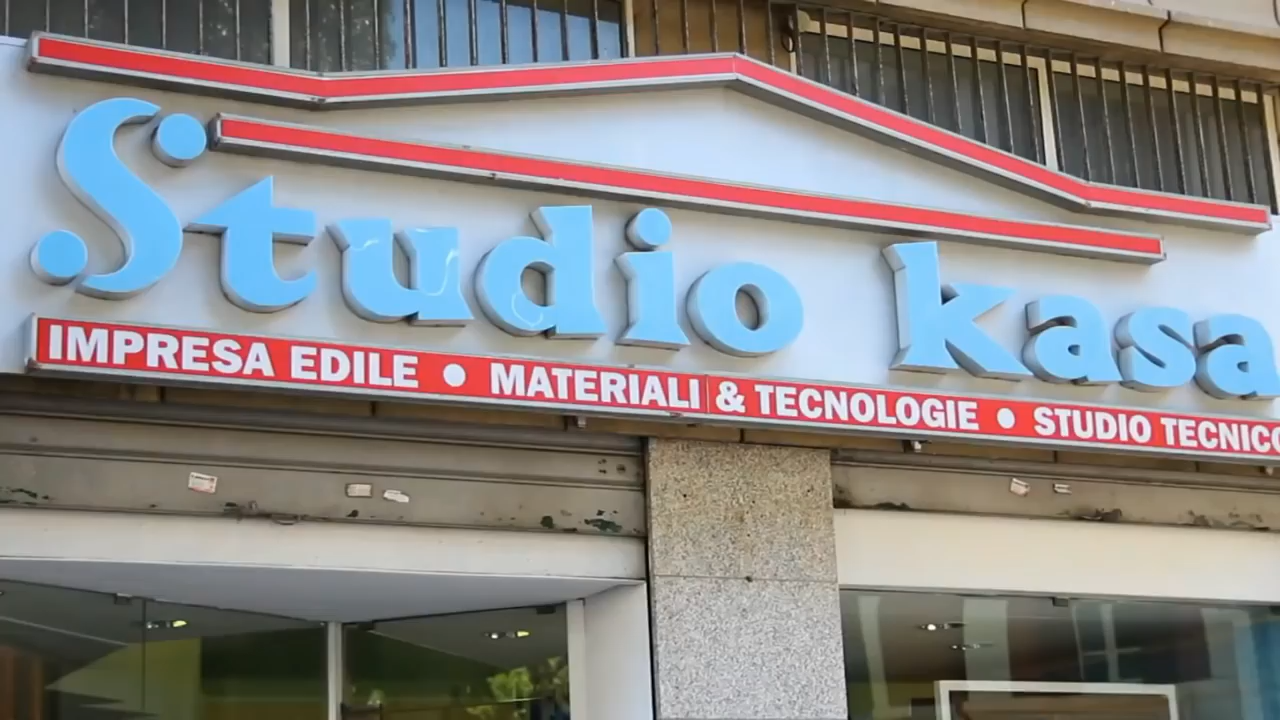 Studio kasa
IMPRESA EDILE • MATERIALI & TECNOLOGIE • STUDIO TECNICO